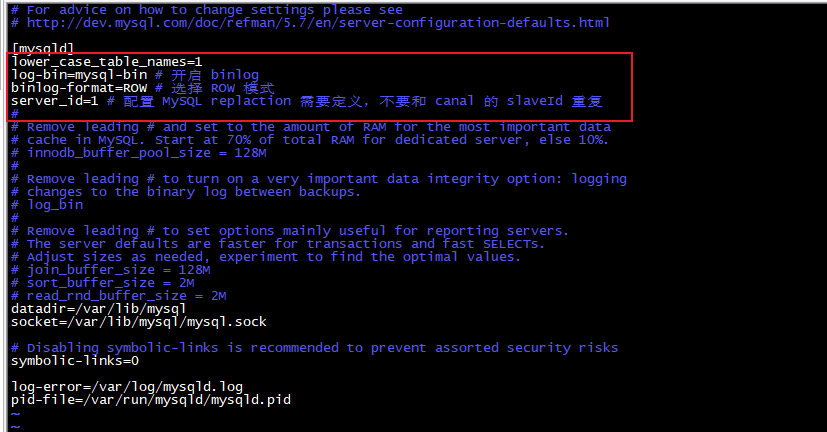 # For advice on how to change settings please see
# http://dev.mysql.com/doc/refman/5.7/en/server-configuration-defaults.html
[mysqld]
lower_case_table_names=1
log-bin=mysql-bin # 开启 binlog
binlog-format=ROW # 选择 ROW 模式
server_id=1 # 配置 MySQL replaction 需要定义，不要和 canal 的 slaveId 重复
#
# Remove leading # and set to the amount of RAM for the most important data
# cache in MySQL. Start at 70% of total RAM for dedicated server, else 10%.
# innodb_buffer_pool_size = 128M
#
# Remove leading # to turn on a very important data integrity option: logging
# changes to the binary log between backups.
# log_bin
#
# Remove leading # to set options mainly useful for reporting servers.
# The server defaults are faster for transactions and fast SELECTs.
# Adjust sizes as needed, experiment to find the optimal values.
# join_buffer_size = 128M
# sort_buffer_size = 2M
# read_rnd_buffer_size = 2M
datadir=/var/lib/mysql
socket=/var/lib/mysql/mysql.sock
# Disabling symbolic-links is recommended to prevent assorted security risks
symbolic-links=0
log-error=/var/log/mysqld.log
pid-file=/var/run/mysqld/mysqld.pid
~
~